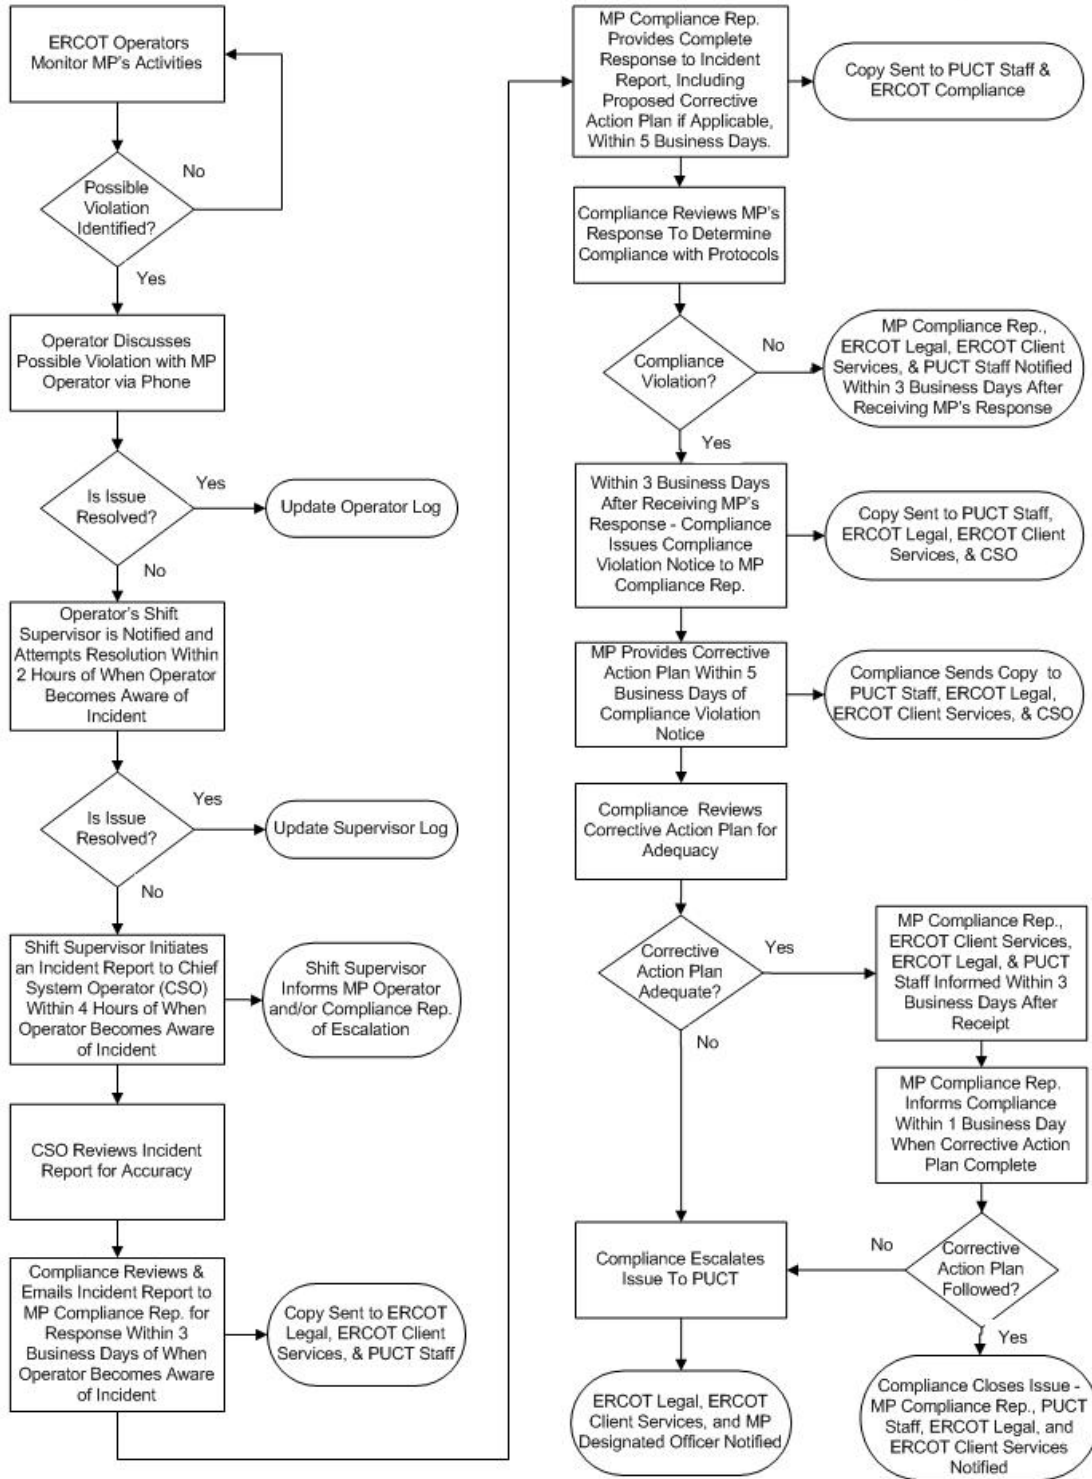 ERCOT Operators
Monitor MP's Activities
No
Possible
Violation
Identified?
Yes
Operator Discusses
Possible Violation with MP
Operator via Phone
Is Issue
Resolved?
Yes
Update Operator Log
No
Operator's Shift
Supervisor is Notified and
Attempts Resolution Within
2 Hours of When Operator
Becomes Aware of
Incident
Is Issue
Resolved?
Yes
Update Supervisor Log
No
Shift Supervisor Initiates
an Incident Report to Chief
System Operator (CSO)
Within 4 Hours of When
Operator Becomes Aware
of Incident
Shift Supervisor
Informs MP Operator
and/or Compliance Rep.
of Escalation
CSO Reviews Incident
Report for Accuracy
Compliance Reviews &
Emails Incident Report to
MP Compliance Rep. for
Response Within 3
Business Days of When
Operator Becomes Aware
of Incident
Copy Sent to ERCOT
Legal, ERCOT Client
Services, & PUCT Staff
MP Compliance Rep.
Provides Complete
Response to Incident
Report, Including
Proposed Corrective
Action Plan if Applicable,
Within 5 Business Days.
Copy Sent to PUCT Staff &
ERCOT Compliance
Compliance Reviews MP's
Response To Determine
Compliance with Protocols
Compliance
Violation?
No
MP Compliance Rep.,
ERCOT Legal, ERCOT Client
Services, & PUCT Staff Notified
Within 3 Business Days After
Receiving MP's Response
Yes
Within 3 Business Days
After Receiving MP's
Response - Compliance
Issues Compliance
Violation Notice to MP
Compliance Rep.
Copy Sent to PUCT Staff,
ERCOT Legal, ERCOT Client
Services, & CSO
MP Provides Corrective
Action Plan Within 5
Business Days of
Compliance Violation
Notice
Compliance Sends Copy to
PUCT Staff, ERCOT Legal,
ERCOT Client Services, & CSO
Compliance Reviews
Corrective Action Plan for
Adequacy
Corrective
Action Plan
Adequate?
Yes
MP Compliance Rep.,
ERCOT Client Services,
ERCOT Legal, & PUCT
Staff Informed Within 3
Business Days After
Receipt
No
MP Compliance Rep.
Informs Compliance
Within 1 Business Day
When Corrective Action
Plan Complete
Corrective
Action Plan
Followed?
No
Compliance Escalates
Issue To PUCT
Yes
ERCOT Legal, ERCOT
Client Services, and MP
Designated Officer Notified
Compliance Closes Issue -
MP Compliance Rep., PUCT
Staff, ERCOT Legal, and
ERCOT Client Services
Notified